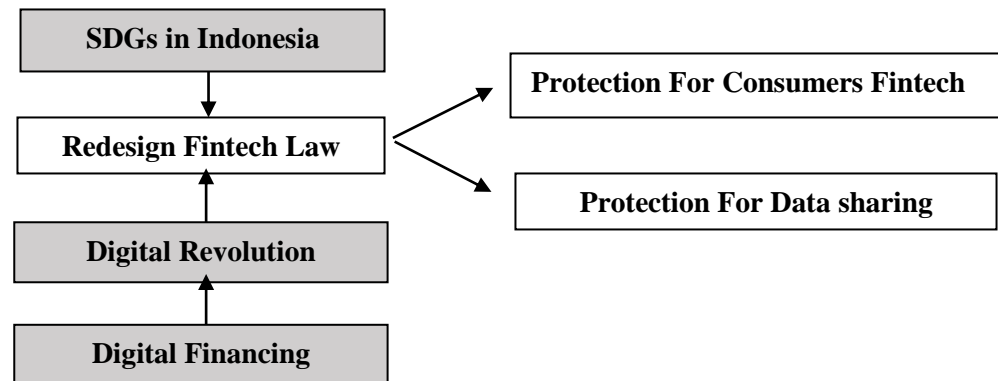 SDGs in Indonesia
Protection For Consumers Fintech
Redesign Fintech Law
Protection For Data sharing
Digital Revolution
Digital Financing